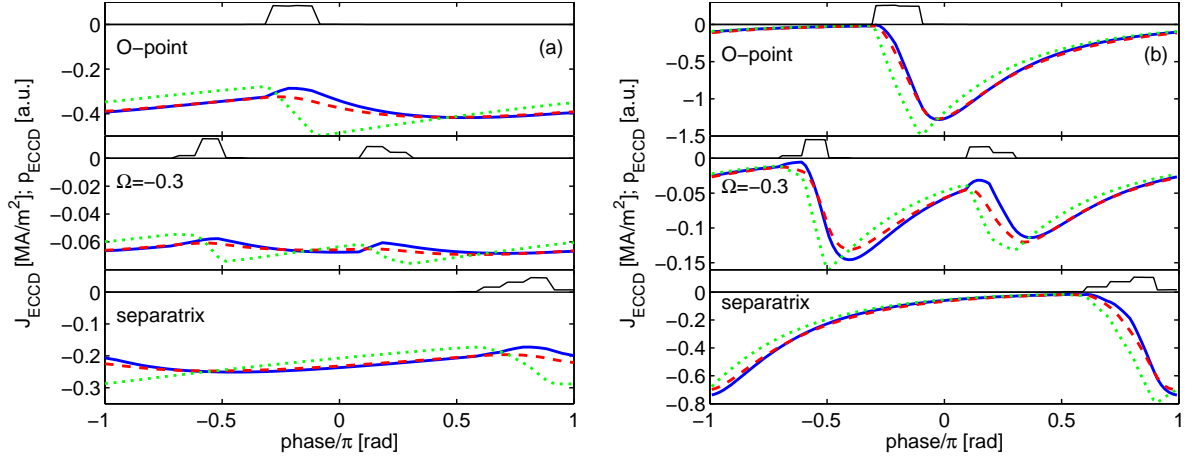 J_ECCD [MA/m²]; p_ECCD [a.u.]
0
−0.2
−0.4
O−point
(a)
0
−0.02
−0.04
−0.06
Ω=−0.3
0
−0.1
−0.2
−0.3
separatrix
−1
−0.5
0
0.5
1
phase/π [rad]
J_ECCD [MA/m²]; p_ECCD [a.u.]
0
−0.5
−1
−1.5
O−point
(b)
0
−0.05
−0.1
−0.15
Ω=−0.3
0
−0.2
−0.4
−0.6
−0.8
separatrix
−1
−0.5
0
0.5
1
phase/π [rad]